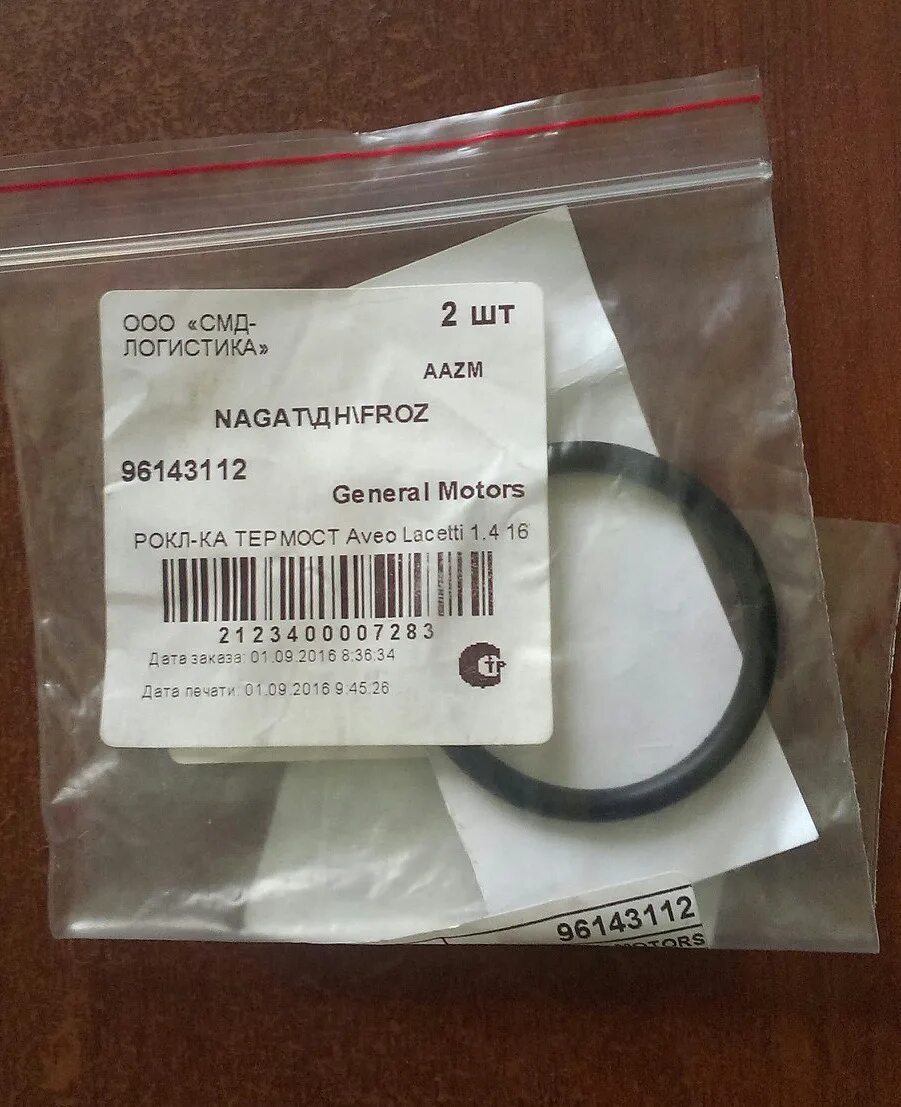 ООО «СМД-
ЛОГИСТИКА»
2 шт
AAZM
NAGAT\ДН\FROZ
96143112
General Motors
РОКЛ-КА ТЕРМОСТ Aveo Lacetti 1.4 16
2123400007283
Дата заказа: 01.09.2016 8:36:34
Дата печати: 01.09.2016 9:45:26
СТР
96143112
MOTORS